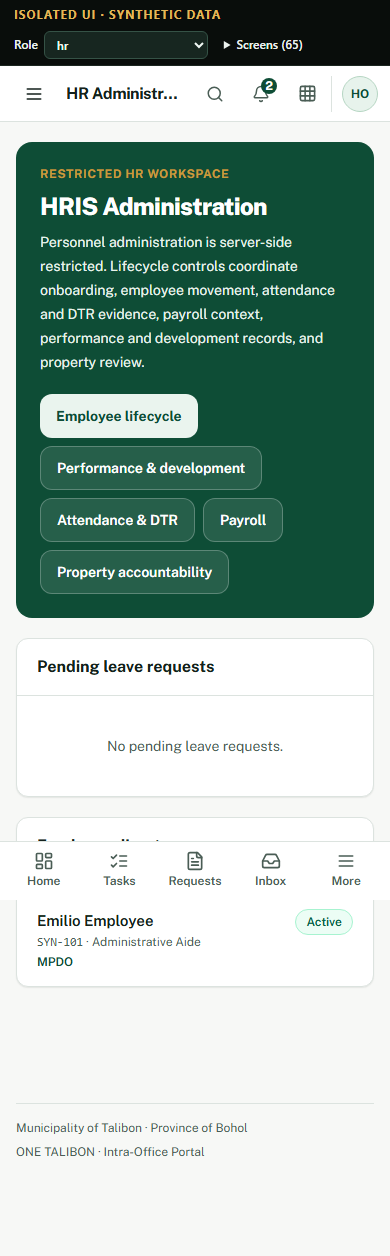 ISOLATED UI · SYNTHETIC DATA
Role hr Screens (65)
HR Administr... 2 HO
RESTRICTED HR WORKSPACE
HRIS Administration
Personnel administration is server-side
restricted. Lifecycle controls coordinate
onboarding, employee movement, attendance
and DTR evidence, payroll context,
performance and development records, and
property review.
Employee lifecycle
Performance & development
Attendance & DTR Payroll
Property accountability
Pending leave requests
No pending leave requests.
Home Tasks Requests Inbox More
Emilio Employee Active
SYN-101 · Administrative Aide
MPDO
Municipality of Talibon · Province of Bohol
ONE TALIBON · Intra-Office Portal